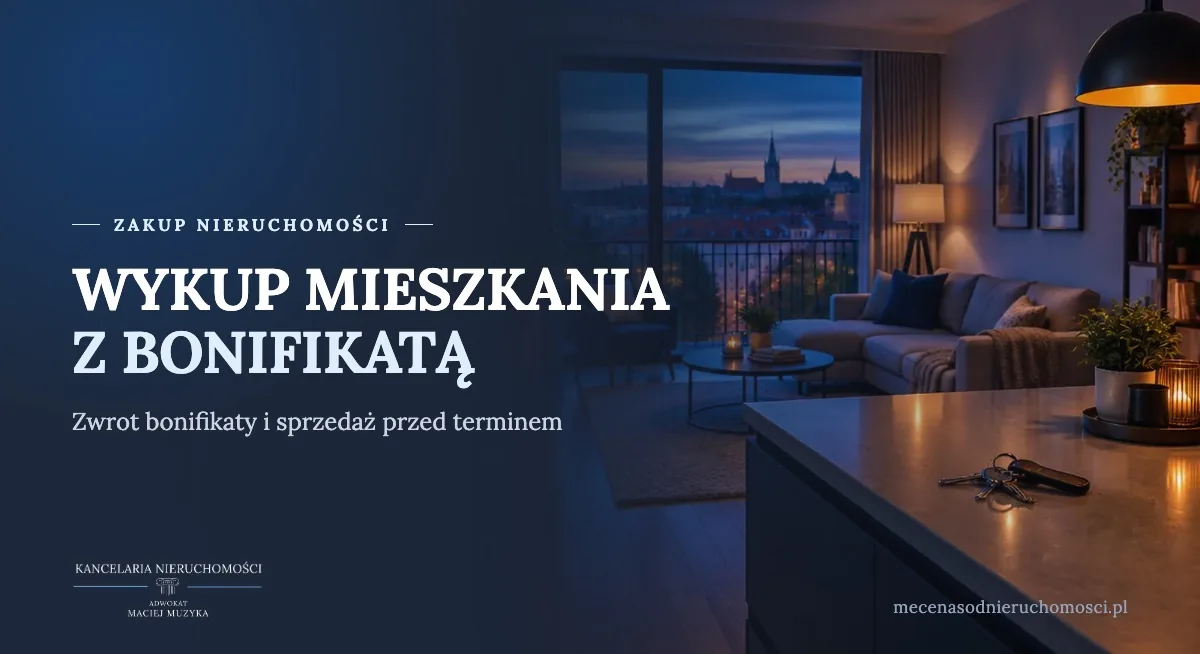 ZAKUP NIERUCHOMOŚCI
WYKUP MIESZKANIA
Z BONIFIKATĄ
Zwrot bonifikaty i sprzedaż przed terminem
KANCELARIA NIERUCHOMOŚCI
ADWOKAT
MACIEJ MUZYKA
mecenasodnieruchomosci.pl